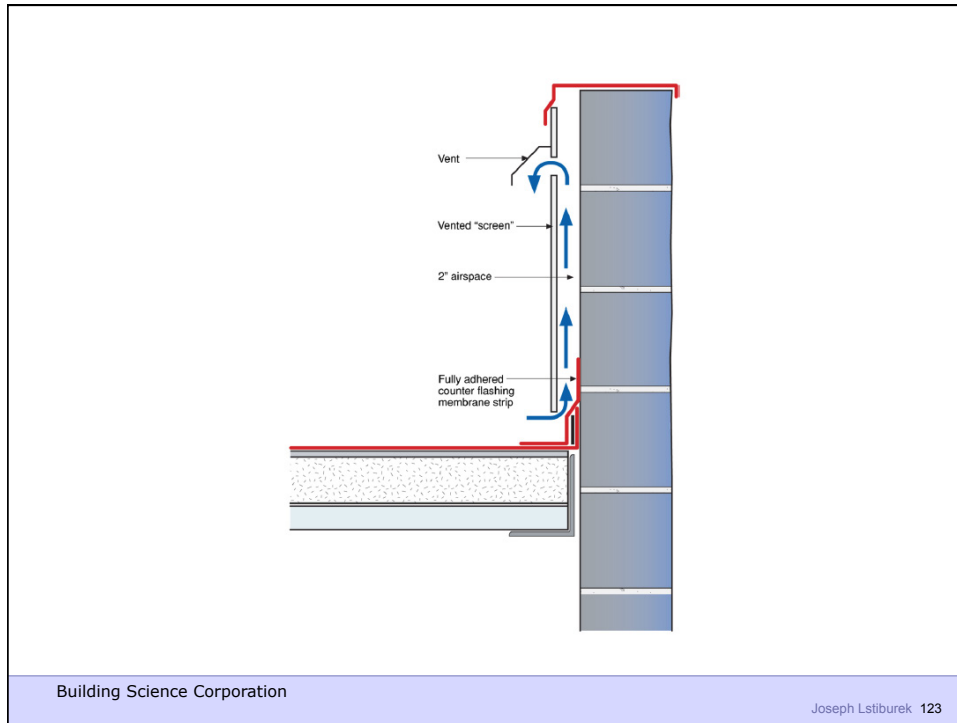 Vent
Vented "screen"
2" airspace
Fully adhered
counter flashing
membrane strip
Building Science Corporation
Joseph Lstiburek 123